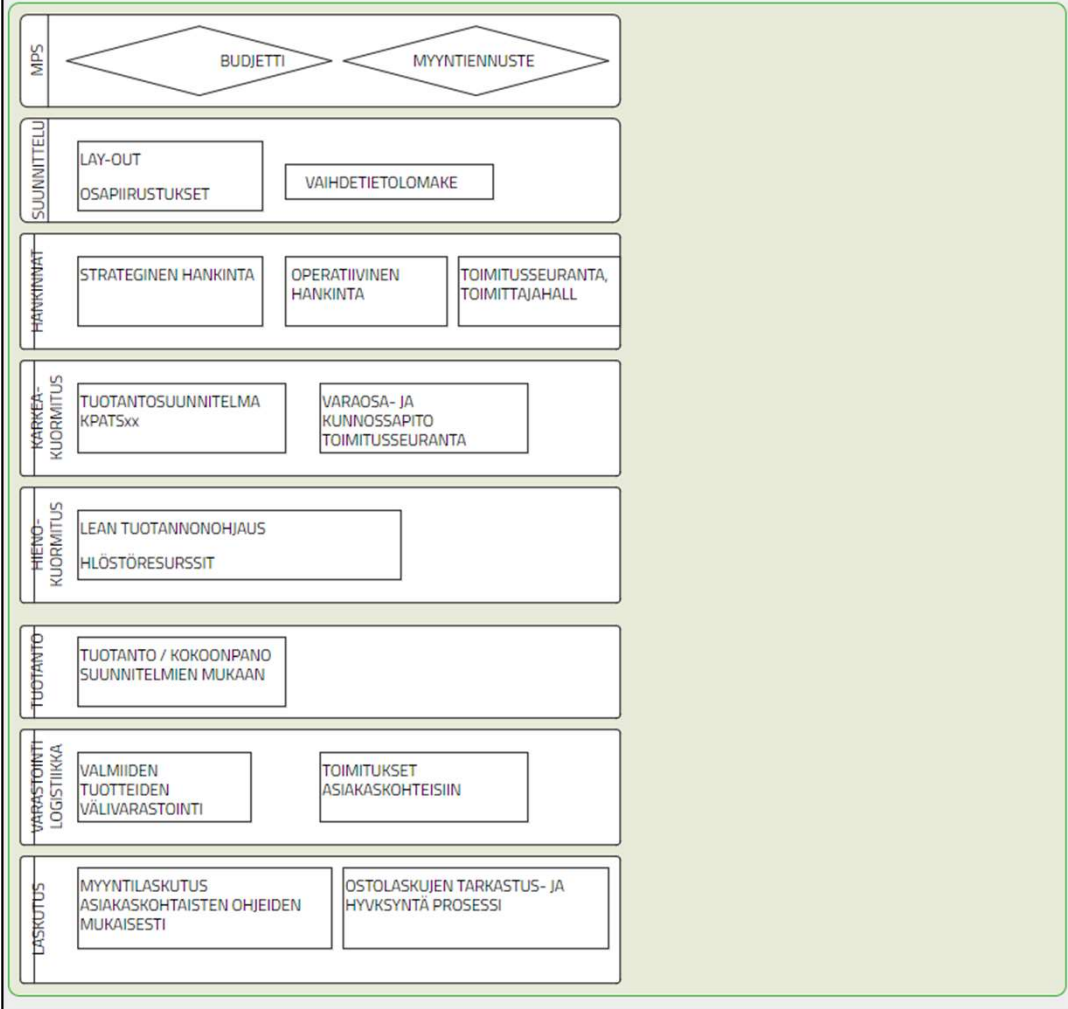 MPS
BUDJETTI
MYYNTIENNUSTE
SUUNNITTELU
LAY-OUT
OSAPIIRUSTUKSET
VAIHDETIETOLOMAKE
HANKINNAT
STRATEGINEN HANKINTA
OPERATIIVINEN
HANKINTA
TOIMITUSSEURANTA,
TOIMITTAJAHALL
KARKEA-
KUORMITUS
TUOTANTOSUUNNITELMA
KPATSxx
VARAOSA- JA
KUNNOSSAPITO
TOIMITUSSEURANTA
HIENO-
KUORMITUS
LEAN TUOTANNONOHJAUS
HLÖSTÖRESURSSIT
TUOTANTO
TUOTANTO / KOKOONPANO
SUUNNITELMIEN MUKAAN
VARASTOINTI
LOGISTIIKKA
VALMIIDEN
TUOTTEIDEN
VÄLIVARASTOINTI
TOIMITUKSET
ASIAKASKOHTEISIIN
LASKUTUS
MYYNTILASKUTUS
ASIAKASKOHTAISTEN OHJEIDEN
MUKAISESTI
OSTOLASKUJEN TARKASTUS- JA
HYVKSYNTÄ PROSESSI